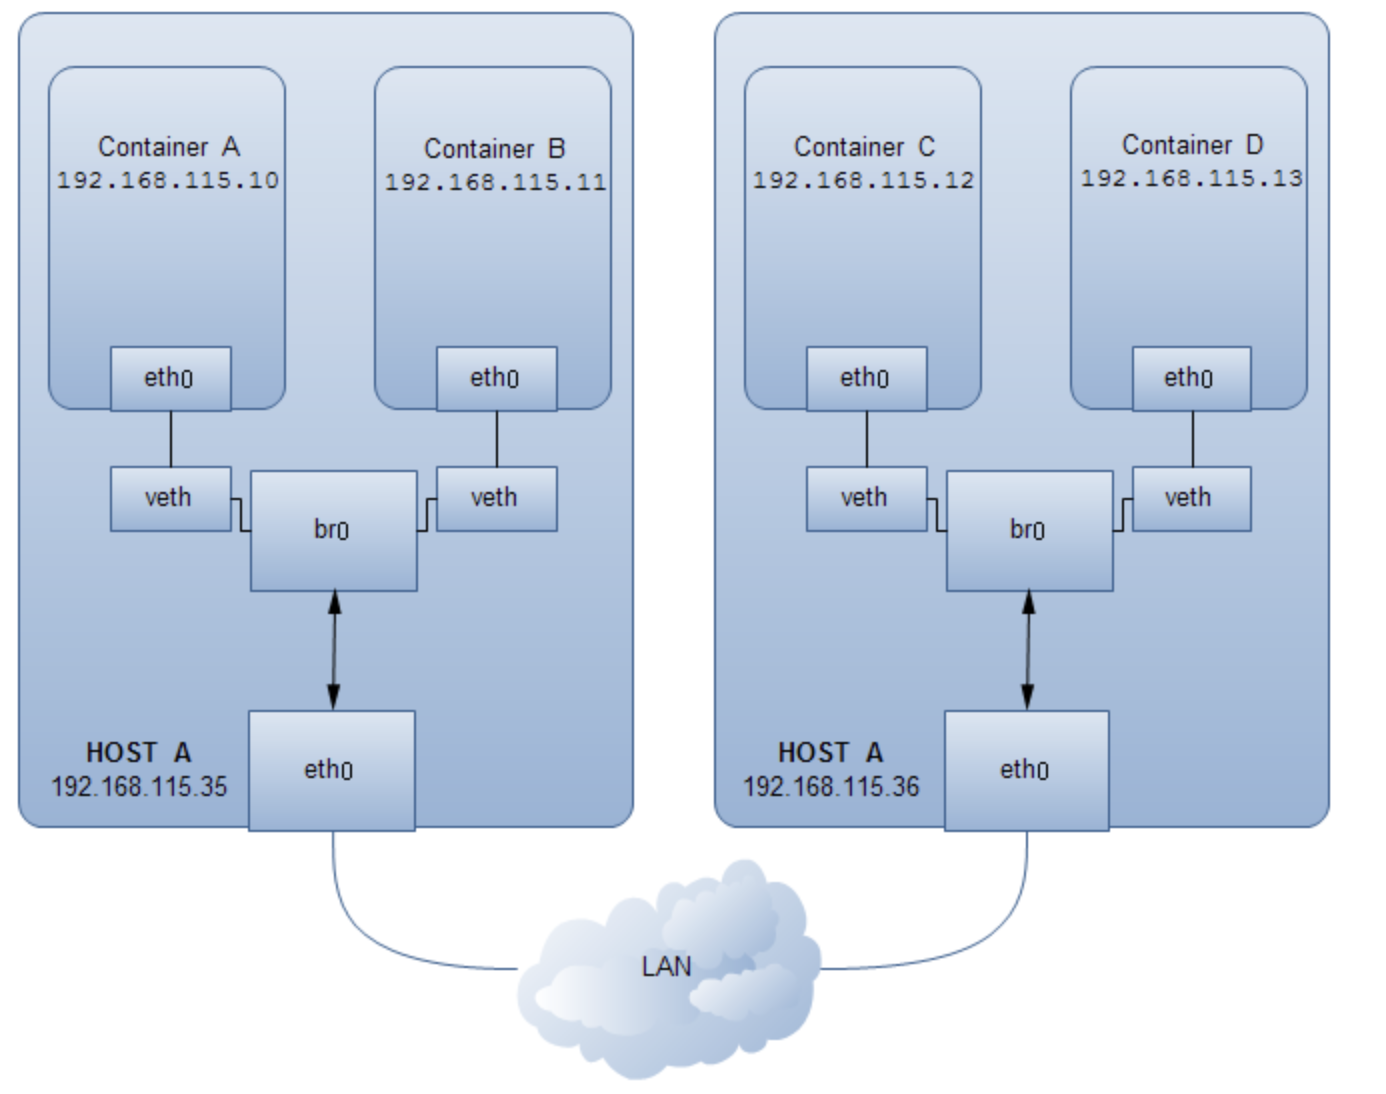 Container A
192.168.115.10
eth0
veth
Container B
192.168.115.11
eth0
veth
br0
HOST A
192.168.115.35
eth0
Container C
192.168.115.12
eth0
veth
Container D
192.168.115.13
eth0
veth
br0
HOST A
192.168.115.36
eth0
LAN